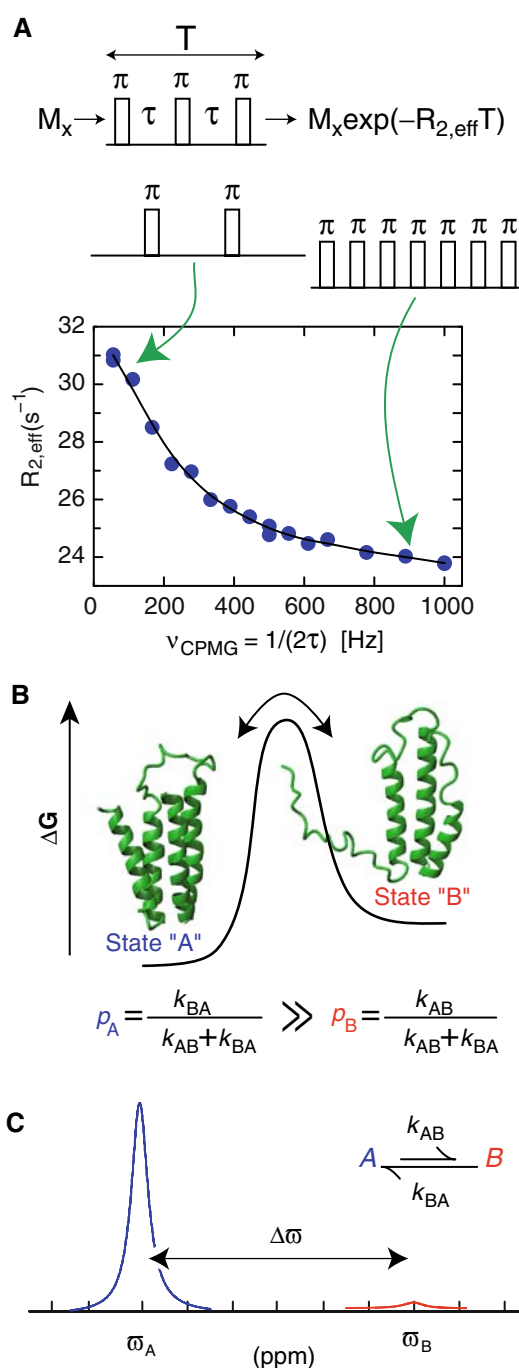 A
T
π π π
Mx → τ τ → Mxexp(−R2,effT)
π π
π π π π π π π
32
30
28
26
24
R2,eff(s−1)
0 200 400 600 800 1000
νCPMG = 1/(2τ) [Hz]
B
ΔG
State "A"
State "B"
pA = kBA / kAB+kBA ≫ pB = kAB / kAB+kBA
C
kAB
A B
kBA
Δϖ
ϖA (ppm) ϖB